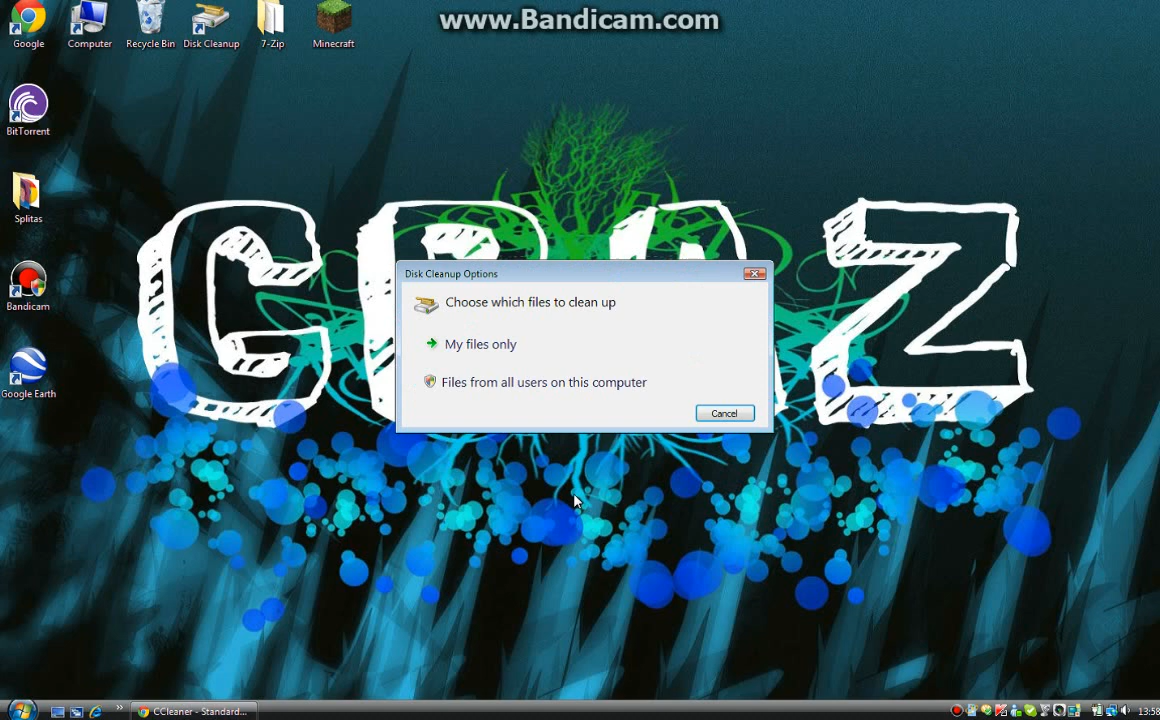 www.Bandicam.com
Google
Computer
Recycle Bin
Disk Cleanup
7-Zip
Minecraft
BitTorrent
Splitas
Bandicam
Google Earth
Disk Cleanup Options
Choose which files to clean up
My files only
Files from all users on this computer
Cancel
CCleaner - Standard...
13:58